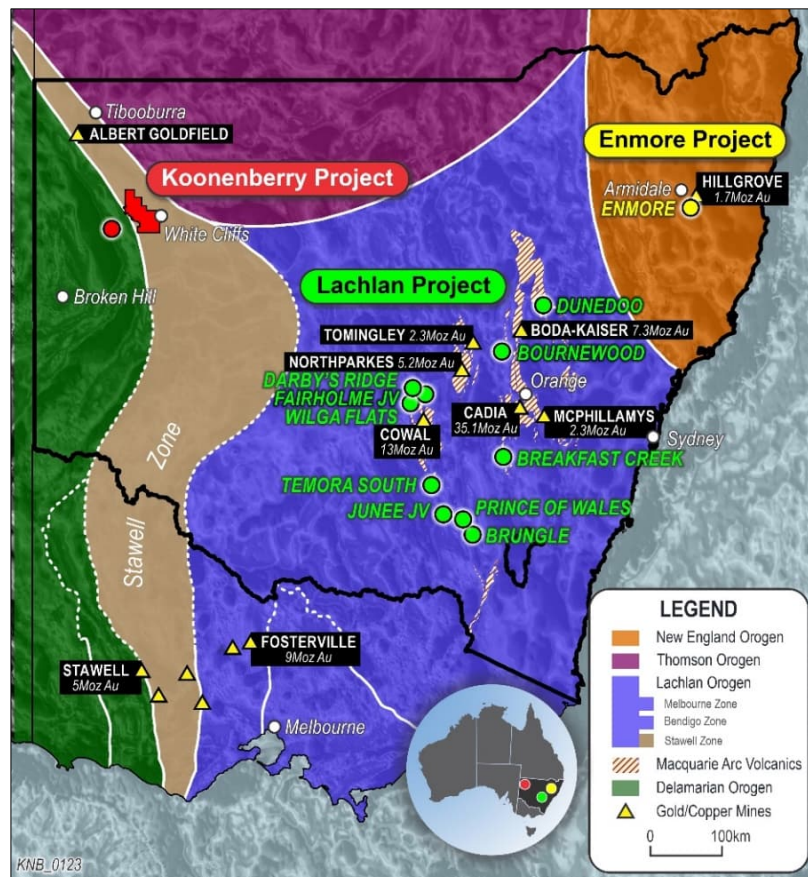 Tibooburra
ALBERT GOLDFIELD
Koonenberry Project
White Cliffs
Broken Hill
Enmore Project
Armidale
HILLGROVE
1.7Moz Au
ENMORE
Lachlan Project
DUNEDOO
TOMINGLEY 2.3Moz Au
BODA-KAISER 7.3Moz Au
NORTHPARKES 5.2Moz Au
BOURNEWOOD
DARBY'S RIDGE
FAIRHOLME JV
WILGA FLATS
Orange
COWAL
13Moz Au
CADIA
35.1Moz Au
MCPHILLAMYS
2.3Moz Au
Sydney
BREAKFAST CREEK
TEMORA SOUTH
JUNEE JV
PRINCE OF WALES
BRUNGLE
Stawell Zone
STAWELL
5Moz Au
FOSTERVILLE
9Moz Au
Melbourne
LEGEND
New England Orogen
Thomson Orogen
Lachlan Orogen
Melbourne Zone
Bendigo Zone
Stawell Zone
Macquarie Arc Volcanics
Delamarian Orogen
Gold/Copper Mines
0 100km
KNB_0123